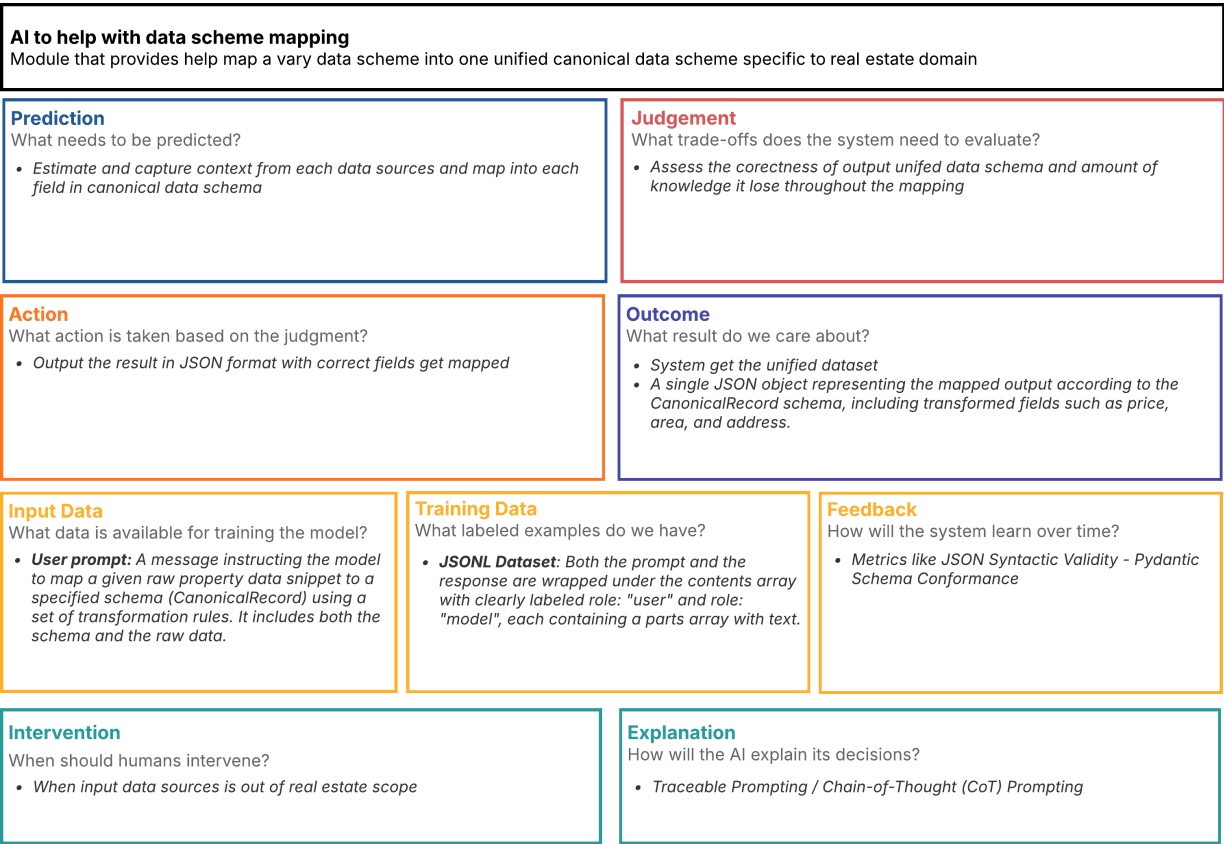 AI to help with data scheme mapping
Module that provides help map a vary data scheme into one unified canonical data scheme specific to real estate domain
Prediction
What needs to be predicted?
• Estimate and capture context from each data sources and map into each
field in canonical data schema
Judgement
What trade-offs does the system need to evaluate?
• Assess the corectness of output unifed data schema and amount of
knowledge it lose throughout the mapping
Action
What action is taken based on the judgment?
• Output the result in JSON format with correct fields get mapped
Outcome
What result do we care about?
• System get the unified dataset
• A single JSON object representing the mapped output according to the
CanonicalRecord schema, including transformed fields such as price,
area, and address.
Input Data
What data is available for training the model?
• User prompt: A message instructing the model
to map a given raw property data snippet to a
specified schema (CanonicalRecord) using a
set of transformation rules. It includes both the
schema and the raw data.
Training Data
What labeled examples do we have?
• JSONL Dataset: Both the prompt and the
response are wrapped under the contents array
with clearly labeled role: "user" and role:
"model", each containing a parts array with text.
Feedback
How will the system learn over time?
• Metrics like JSON Syntactic Validity - Pydantic
Schema Conformance
Intervention
When should humans intervene?
• When input data sources is out of real estate scope
Explanation
How will the AI explain its decisions?
• Traceable Prompting / Chain-of-Thought (CoT) Prompting